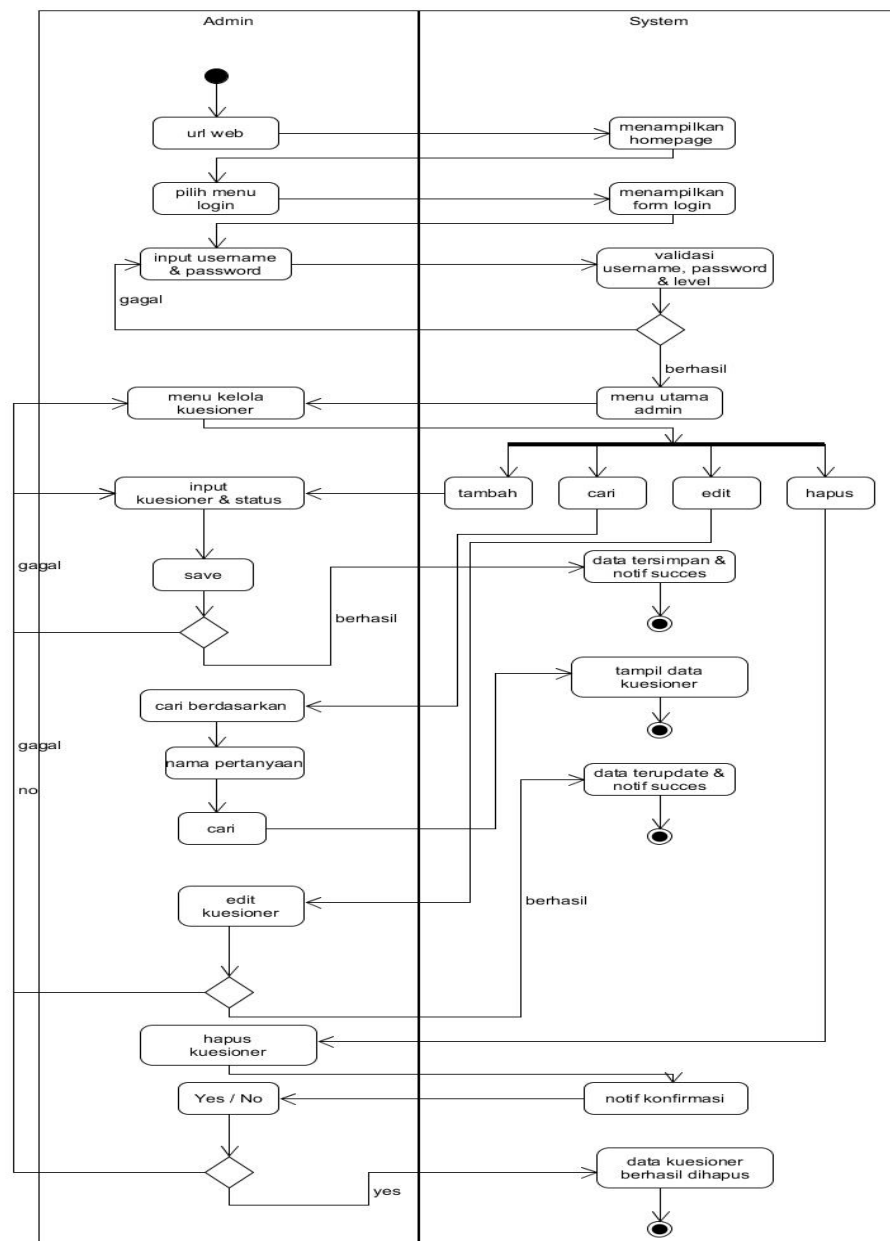 Admin
System
url web
menampilkan
homepage
pilih menu
login
menampilkan
form login
input username
& password
validasi
username, password
& level
gagal
berhasil
menu kelola
kuesioner
menu utama
admin
input
kuesioner & status
tambah
cari
edit
hapus
gagal
save
data tersimpan &
notif succes
berhasil
tampil data
kuesioner
cari berdasarkan
gagal
nama pertanyaan
data terupdate &
notif succes
no
cari
edit
kuesioner
berhasil
hapus
kuesioner
Yes / No
notif konfirmasi
data kuesioner
berhasil dihapus
yes